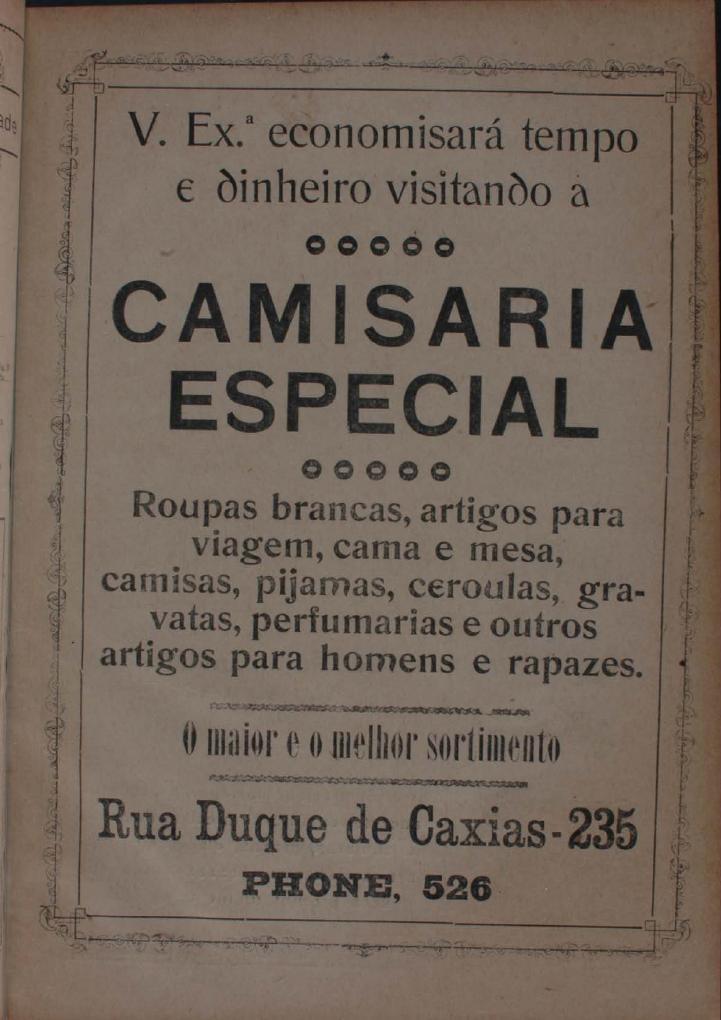 V. Ex.ª economisará tempo
e dinheiro visitando a
CAMISARIA
ESPECIAL
Roupas brancas, artigos para
viagem, cama e mesa,
camisas, pijamas, ceroulas, gra-
vatas, perfumarias e outros
artigos para homens e rapazes.
O maior e o melhor sortimento
Rua Duque de Caxias - 235
PHONE, 526